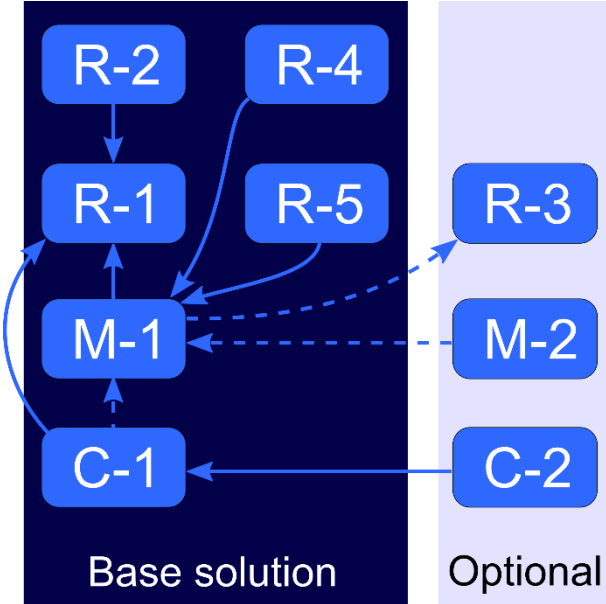 R-2
R-4
R-1
R-5
R-3
M-1
M-2
C-1
C-2
Base solution
Optional